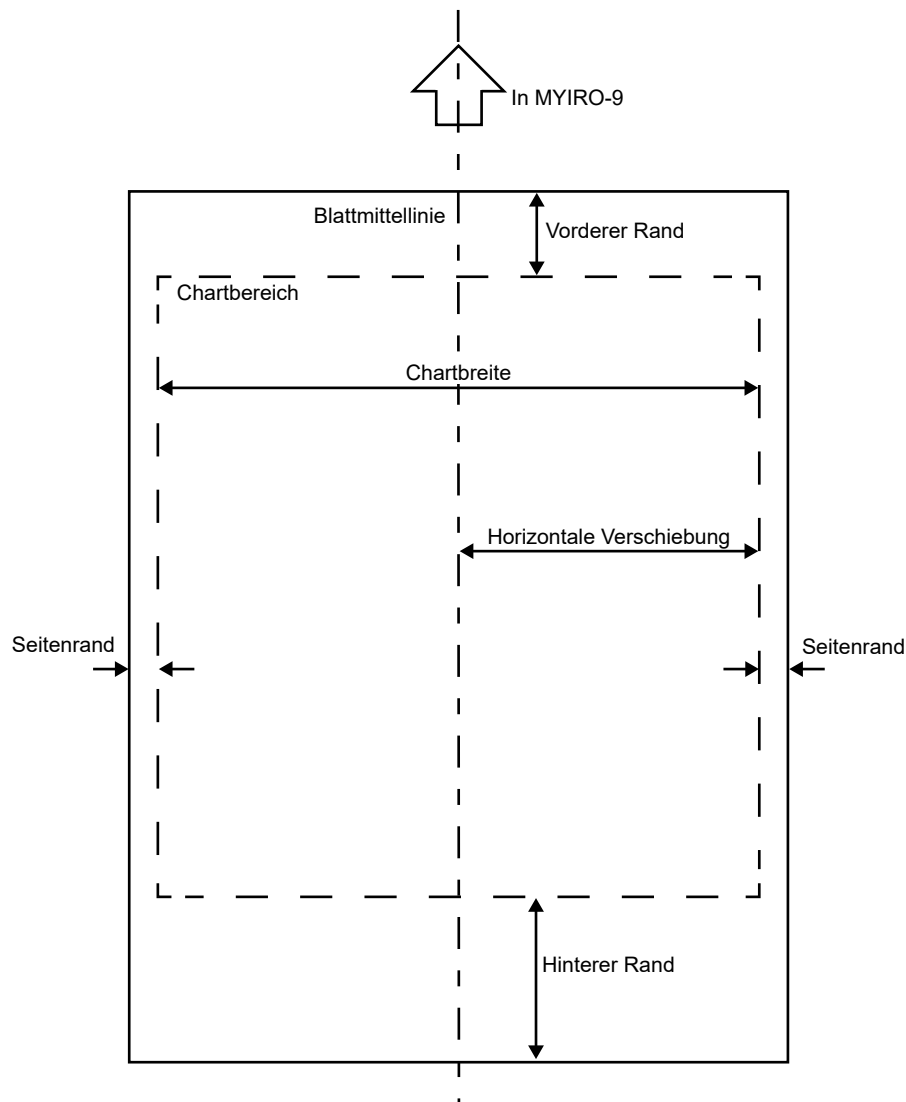 In MYIRO-9
Blattmittellinie
Vorderer Rand
Chartbereich
Chartbreite
Horizontale Verschiebung
Seitenrand
Seitenrand
Hinterer Rand